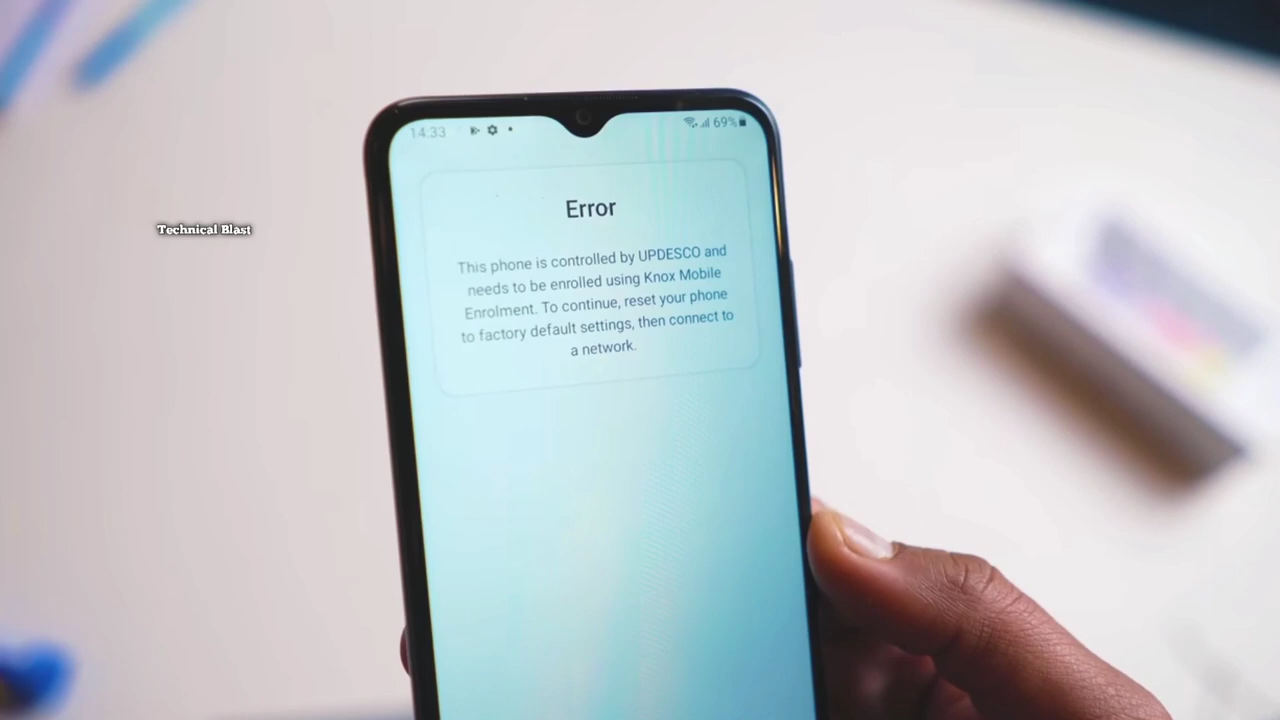 14:33
69%
Technical Blast
Error
This phone is controlled by UPDESCO and
needs to be enrolled using Knox Mobile
Enrolment. To continue, reset your phone
to factory default settings, then connect to
a network.